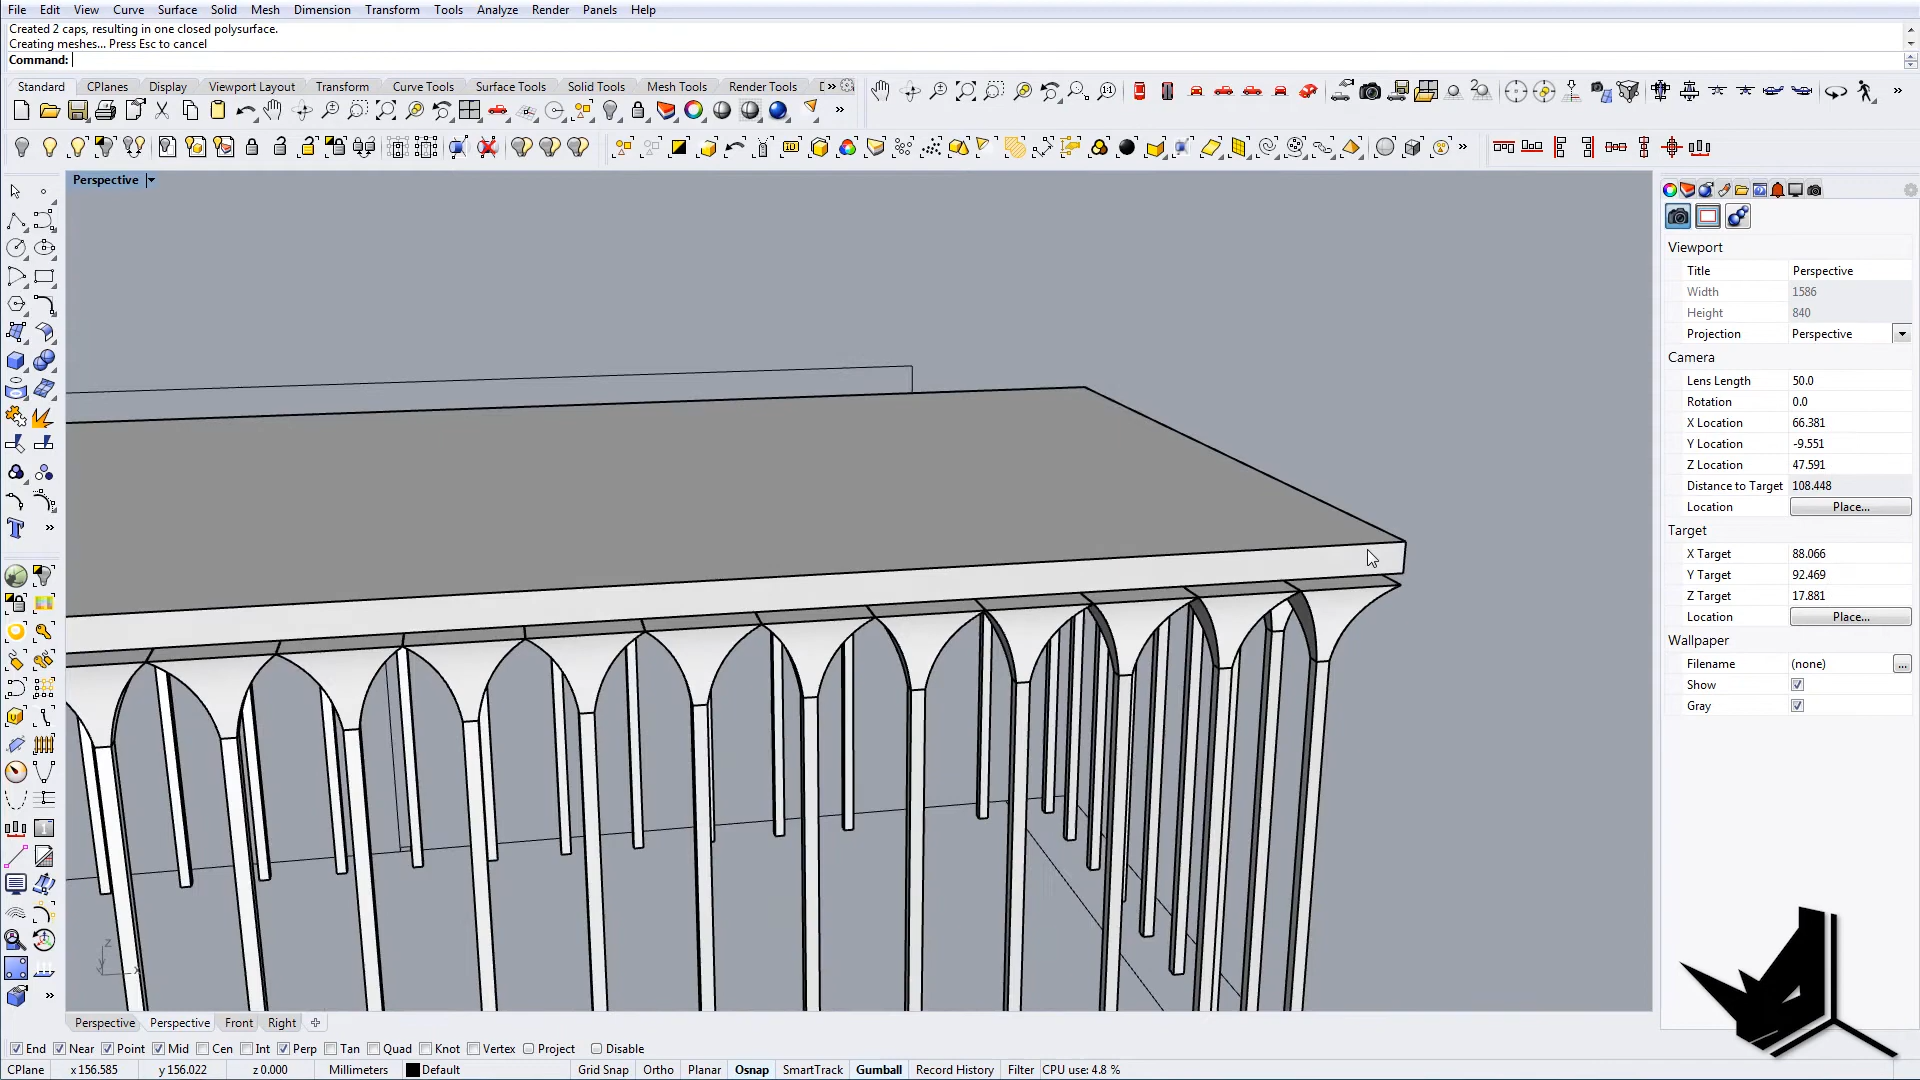 File Edit View Curve Surface Solid Mesh Dimension Transform Tools Analyze Render Panels Help
Created 2 caps, resulting in one closed polysurface.
Creating meshes... Press Esc to cancel
Command:
Standard CPlanes Display Viewport Layout Transform Curve Tools Surface Tools Solid Tools Mesh Tools Render Tools
Perspective
Viewport
Title Perspective
Width 1586
Height 840
Projection Perspective
Camera
Lens Length 50.0
Rotation 0.0
X Location 66.381
Y Location -9.551
Z Location 47.591
Distance to Target 108.448
Location Place...
Target
X Target 88.066
Y Target 92.469
Z Target 17.881
Location Place...
Wallpaper
Filename (none) ...
Show
Gray
z
x
Perspective Perspective Front Right
End Near Point Mid Cen Int Perp Tan Quad Knot Vertex Project Disable
CPlane x 156.585 y 156.022 z 0.000 Millimeters Default Grid Snap Ortho Planar Osnap SmartTrack Gumball Record History Filter CPU use: 4.8 %